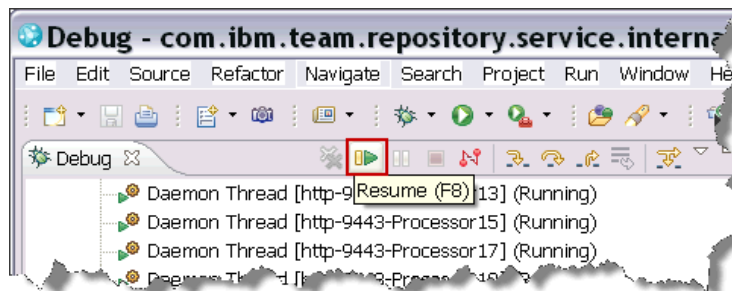 Debug - com.ibm.team.repository.service.interna
File Edit Source Refactor Navigate Search Project Run Window He
Debug
Resume (F8)
Daemon Thread [http-9 13] (Running)
Daemon Thread [http-9443-Processor15] (Running)
Daemon Thread [http-9443-Processor17] (Running)